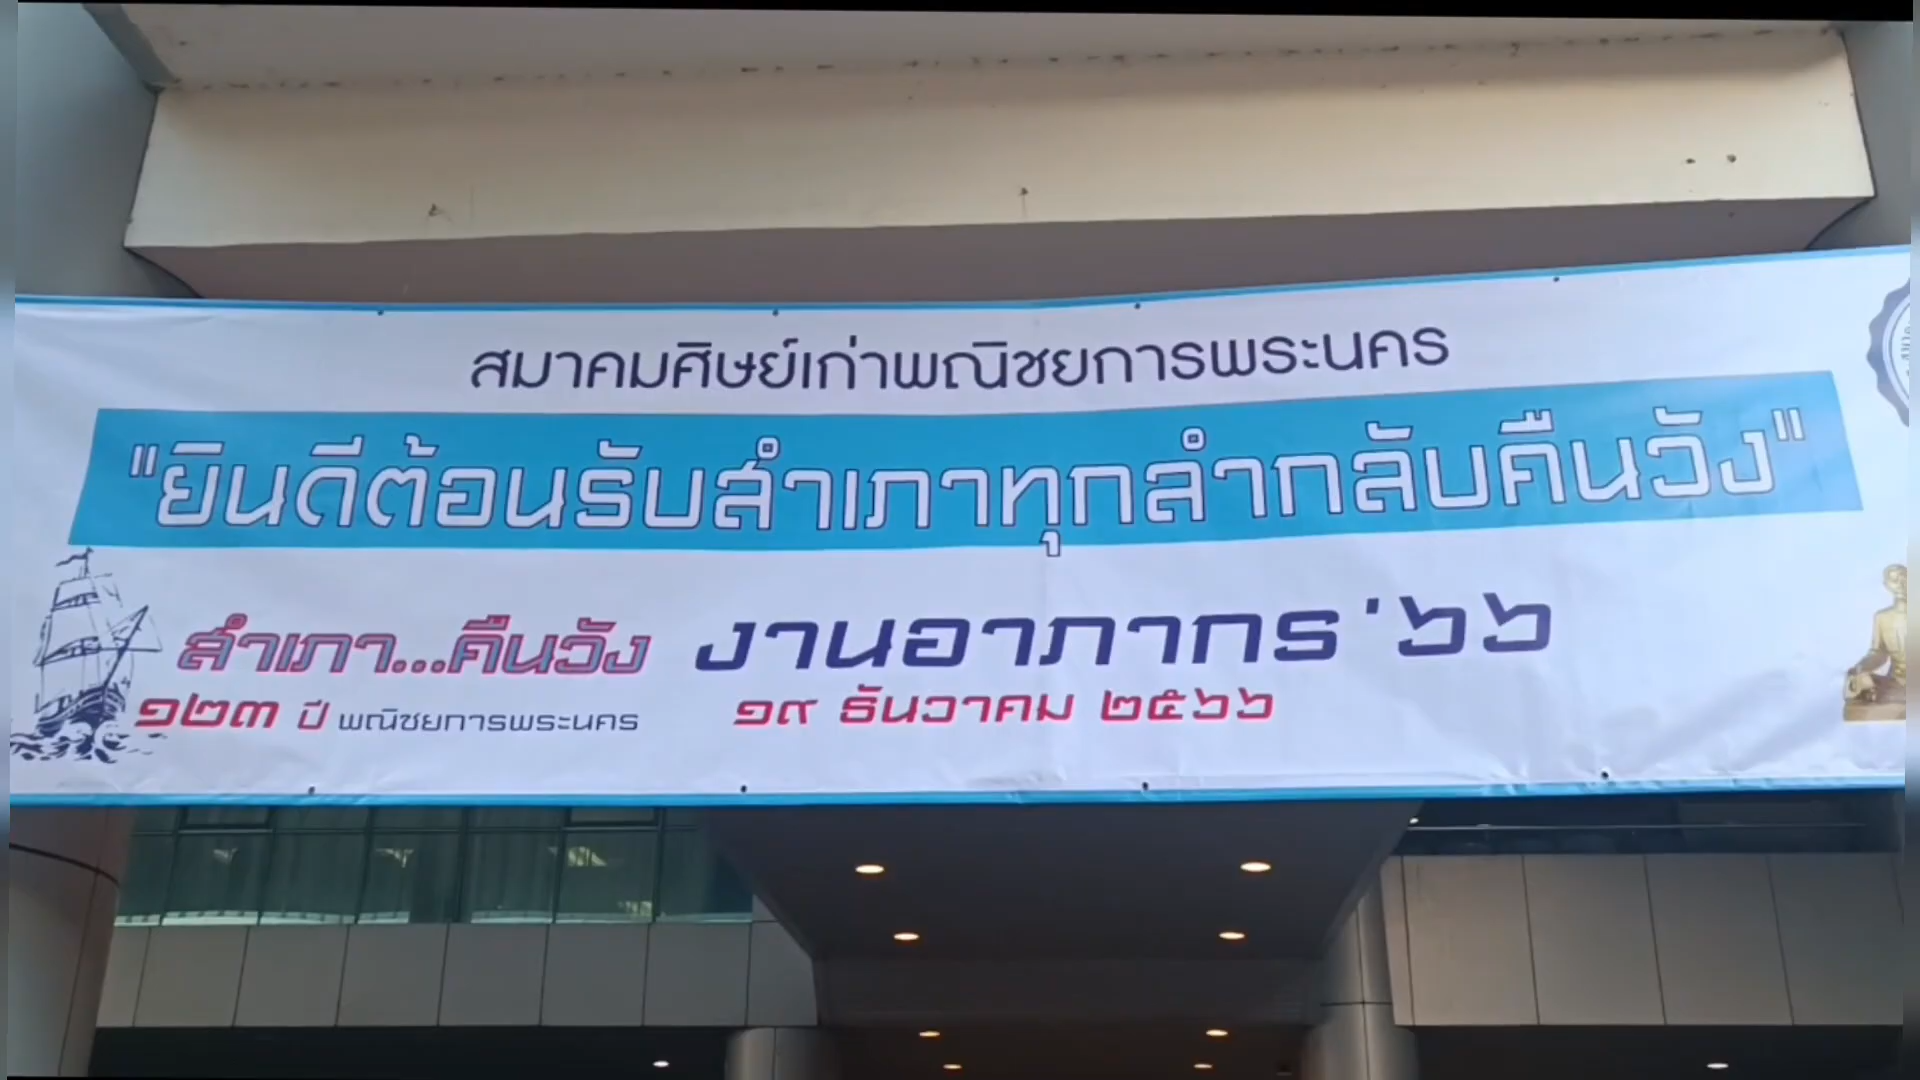 สมาคมศิษย์เก่าพณิชยการพระนคร
"ยินดีต้อนรับสำเภาทุกลำกลับคืนวัง"
สำเภา...คืนวัง งานอาภากร'๖๖
๑๒๓ ปี พณิชยการพระนคร ๑๙ ธันวาคม ๒๕๖๖